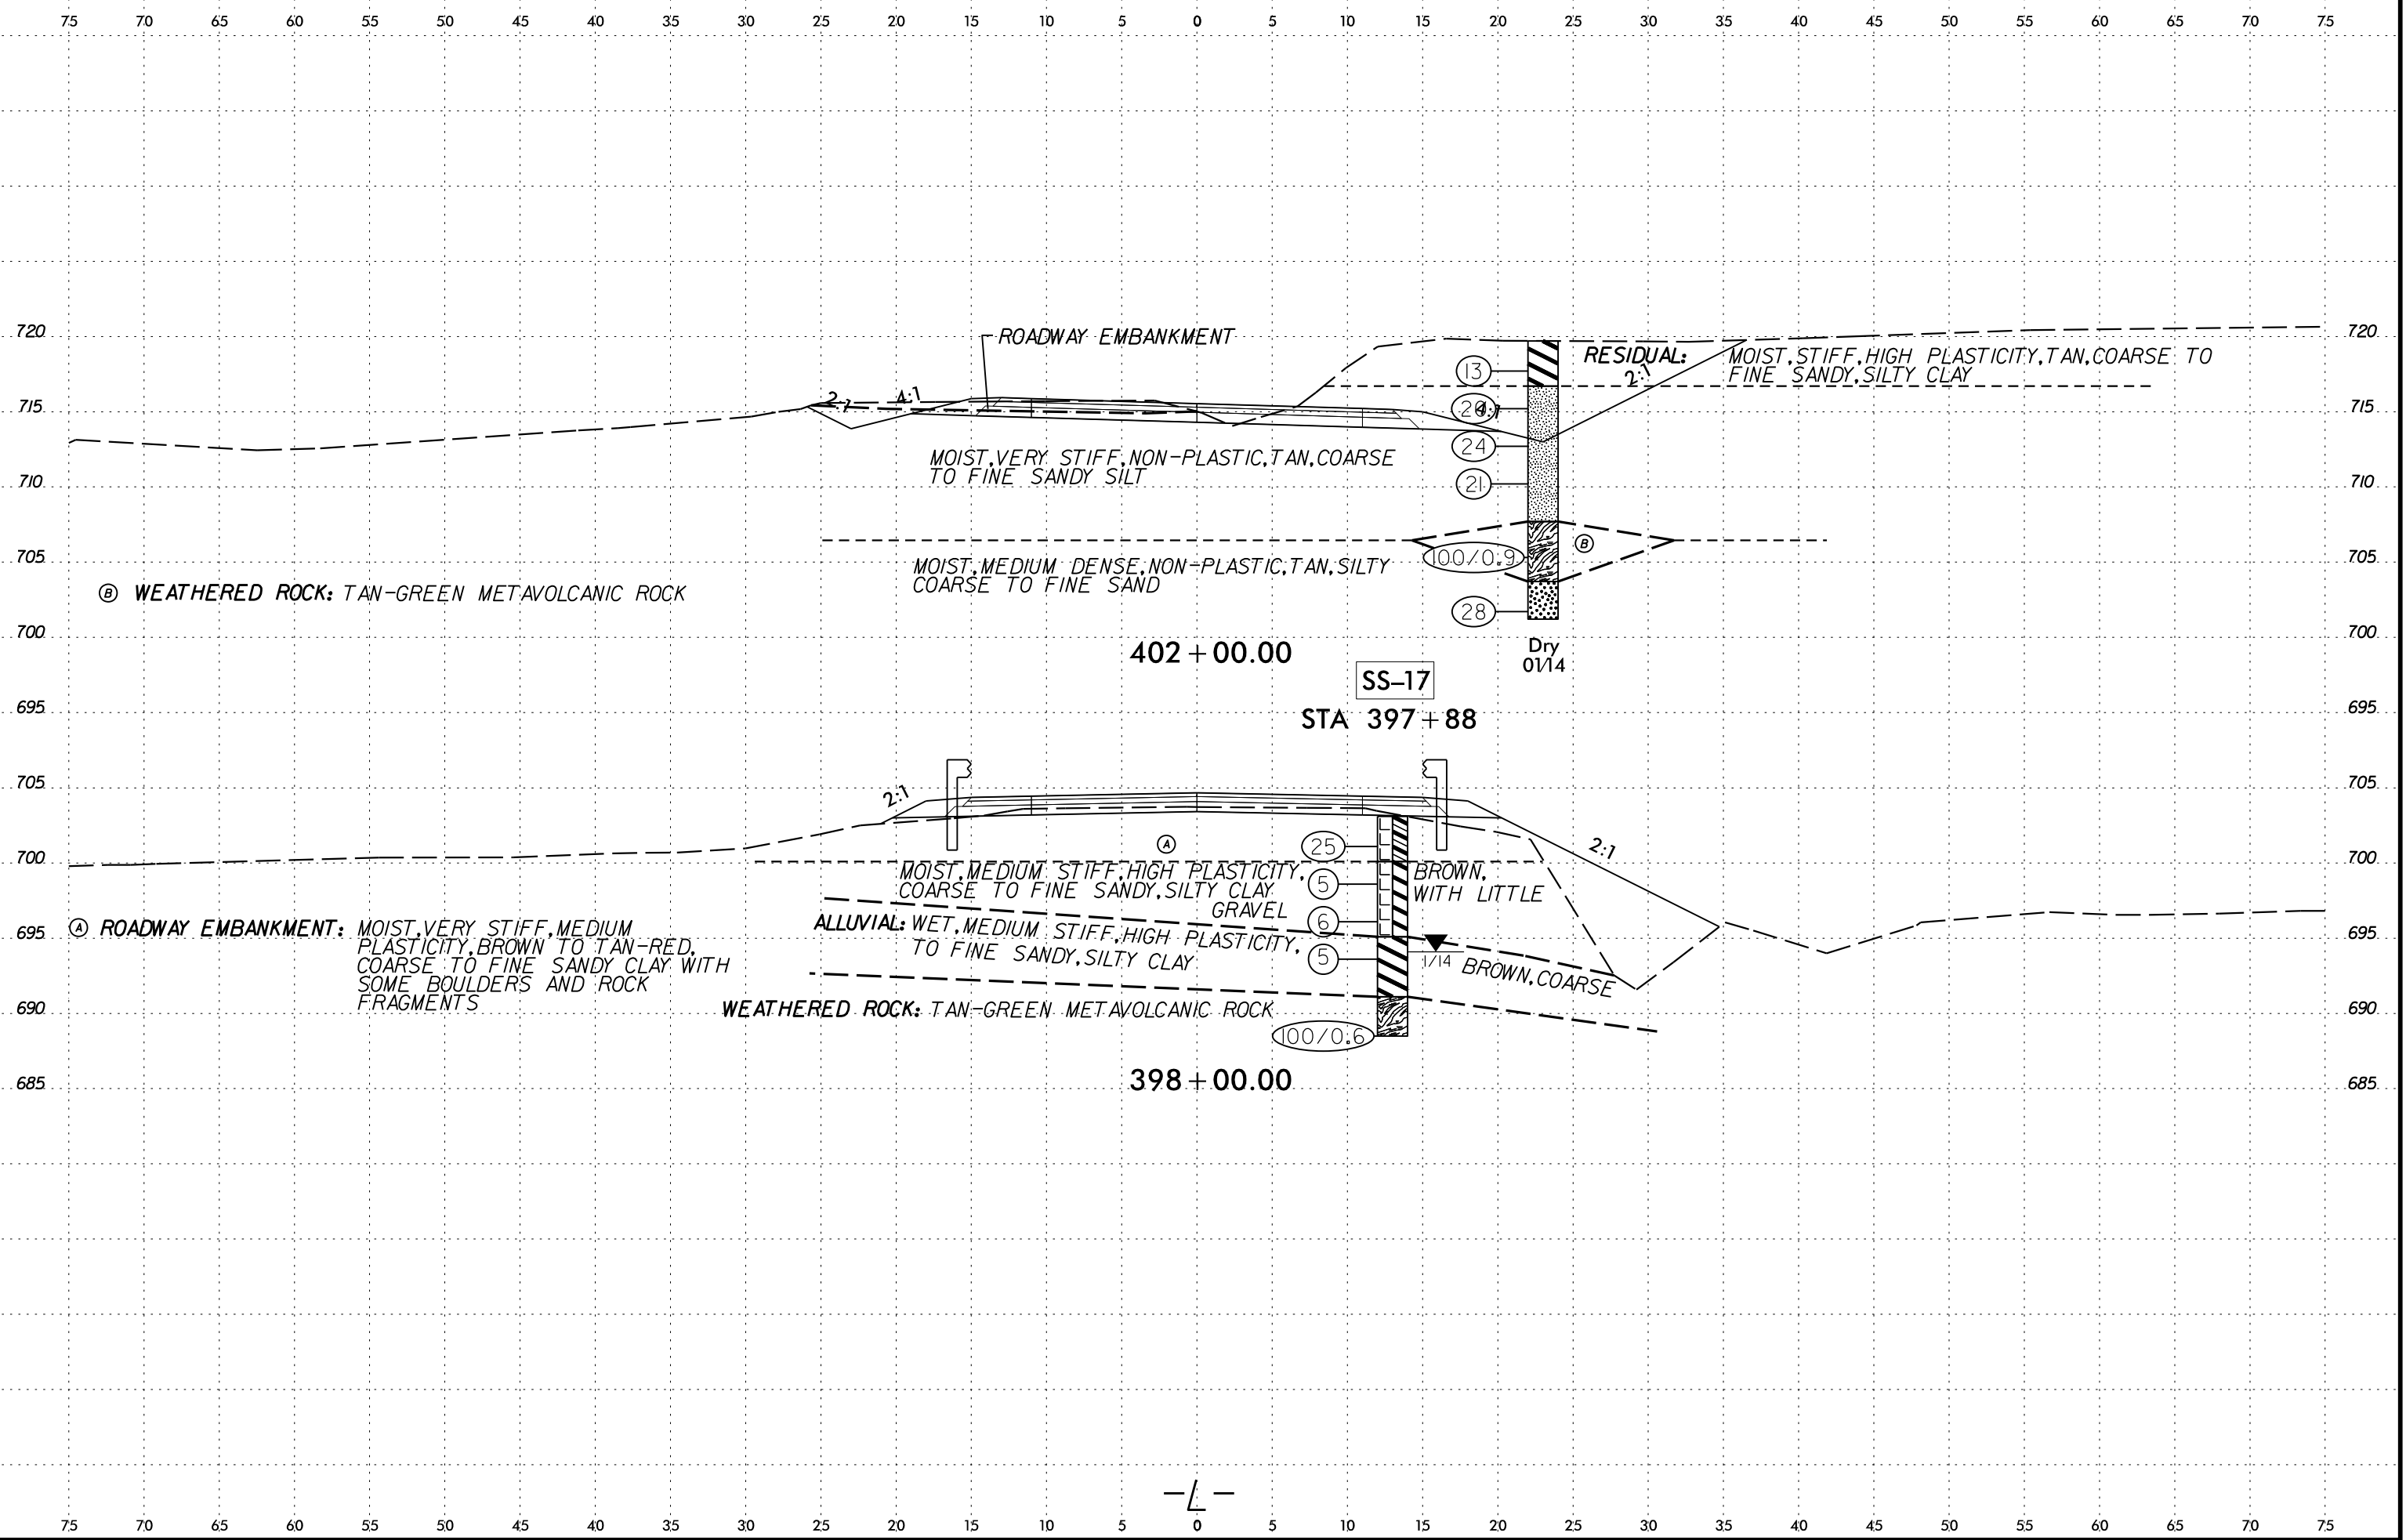 75 70 65 60 55 50 45 40 35 30 25 20 15 10 5 0 5 10 15 20 25 30 35 40 45 50 55 60 65 70 75
720 ROADWAY EMBANKMENT 720
RESIDUAL: MOIST, STIFF, HIGH PLASTICITY, TAN, COARSE TO
FINE SANDY, SILTY CLAY
13
2:1
2:1 4:1
715 20 4:1 715
24
MOIST, VERY STIFF, NON-PLASTIC, TAN, COARSE
TO FINE SANDY SILT
710 21 710
B
705 100/0.9 705
MOIST, MEDIUM DENSE, NON-PLASTIC, TAN, SILTY
COARSE TO FINE SAND
B WEATHERED ROCK: TAN-GREEN METAVOLCANIC ROCK
28
700 700
402+00.00
Dry
01/14
SS-17
695 695
STA 397+88
705 705
2:1
25
A
2:1
700 700
MOIST, MEDIUM STIFF, HIGH PLASTICITY, BROWN,
COARSE TO FINE SANDY, SILTY CLAY 5 WITH LITTLE
GRAVEL
6
ALLUVIAL: WET, MEDIUM STIFF, HIGH PLASTICITY, BROWN, COARSE
TO FINE SANDY, SILTY CLAY
5
1/14
695 695
A ROADWAY EMBANKMENT: MOIST, VERY STIFF, MEDIUM
PLASTICITY, BROWN TO TAN-RED,
COARSE TO FINE SANDY CLAY WITH
SOME BOULDERS AND ROCK
FRAGMENTS
690 690
WEATHERED ROCK: TAN-GREEN METAVOLCANIC ROCK
100/0.6
685 685
398+00.00
-L-
75 70 65 60 55 50 45 40 35 30 25 20 15 10 5 0 5 10 15 20 25 30 35 40 45 50 55 60 65 70 75